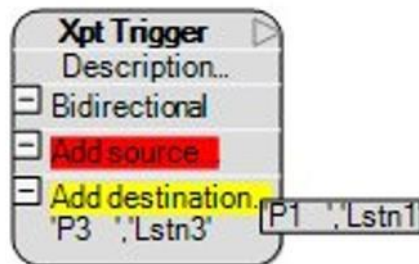 Xpt Trigger
Description...
Bidirectional
Add source...
Add destination...
'P3 ','Lstn3'
'P1 ','Lstn1